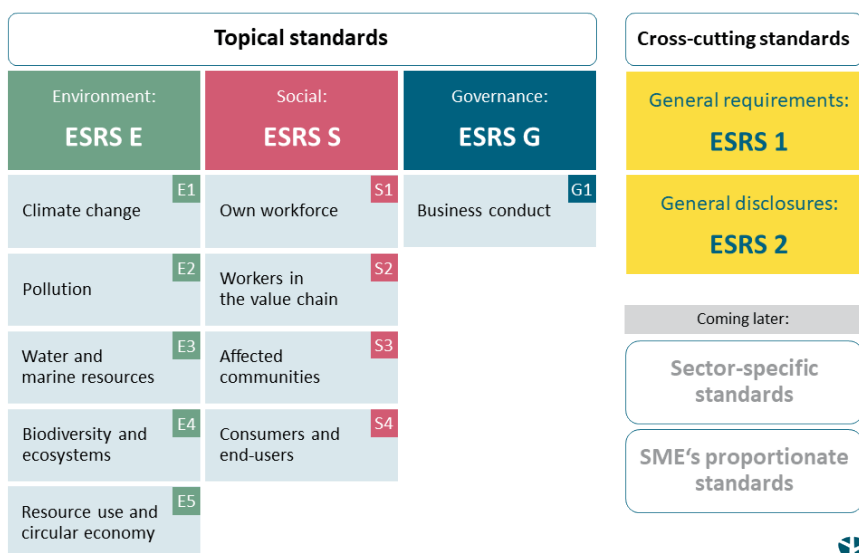 Topical standards
Cross-cutting standards
Environment:
ESRS E
Social:
ESRS S
Governance:
ESRS G
General requirements:
ESRS 1
E1
Climate change
S1
Own workforce
G1
Business conduct
General disclosures:
ESRS 2
E2
Pollution
S2
Workers in
the value chain
E3
Water and
marine resources
S3
Affected
communities
E4
Biodiversity and
ecosystems
S4
Consumers and
end-users
E5
Resource use and
circular economy
Coming later:
Sector-specific
standards
SME‘s proportionate
standards